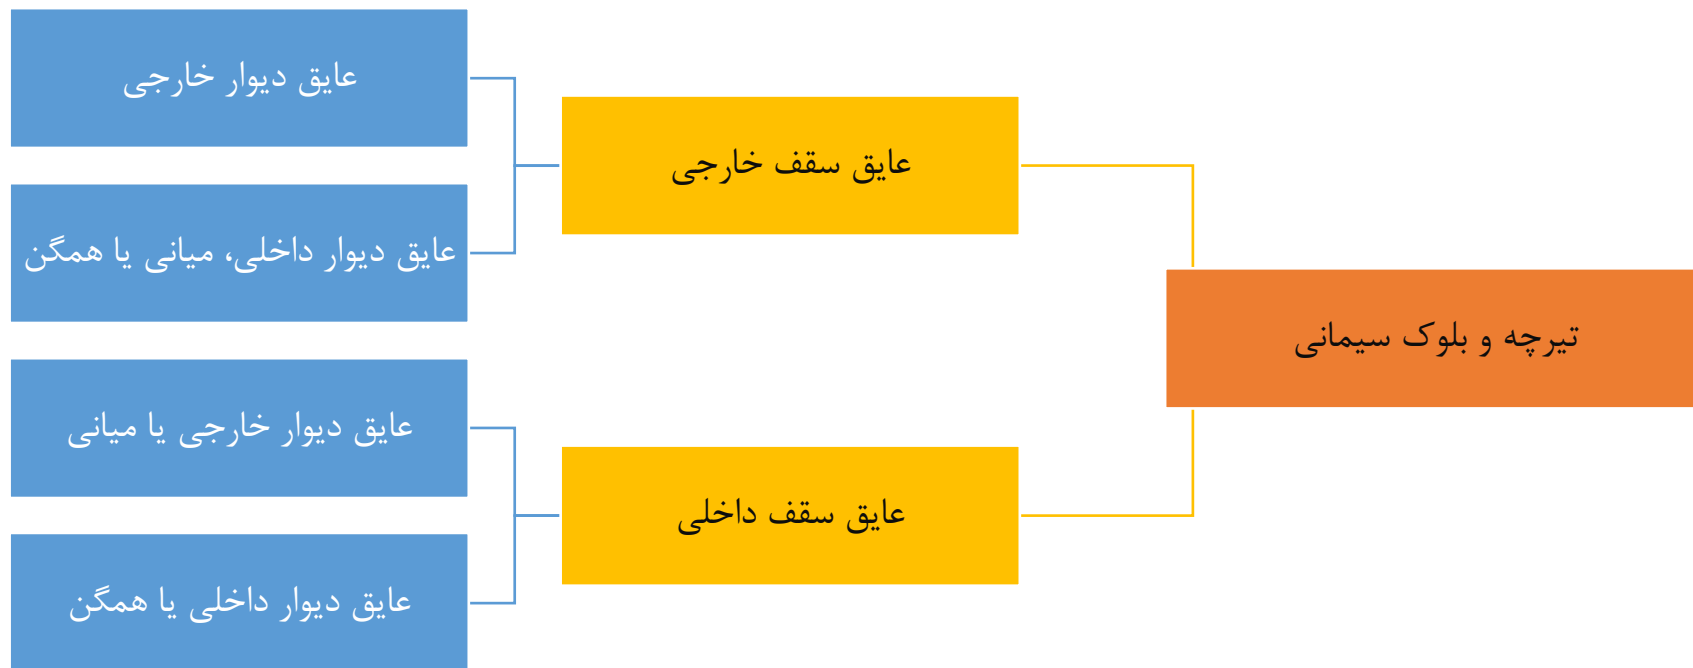 تیرچه و بلوک سیمانی
عایق سقف خارجی
عایق دیوار خارجی
عایق دیوار داخلی، میانی یا همگن
عایق سقف داخلی
عایق دیوار خارجی یا میانی
عایق دیوار داخلی یا همگن